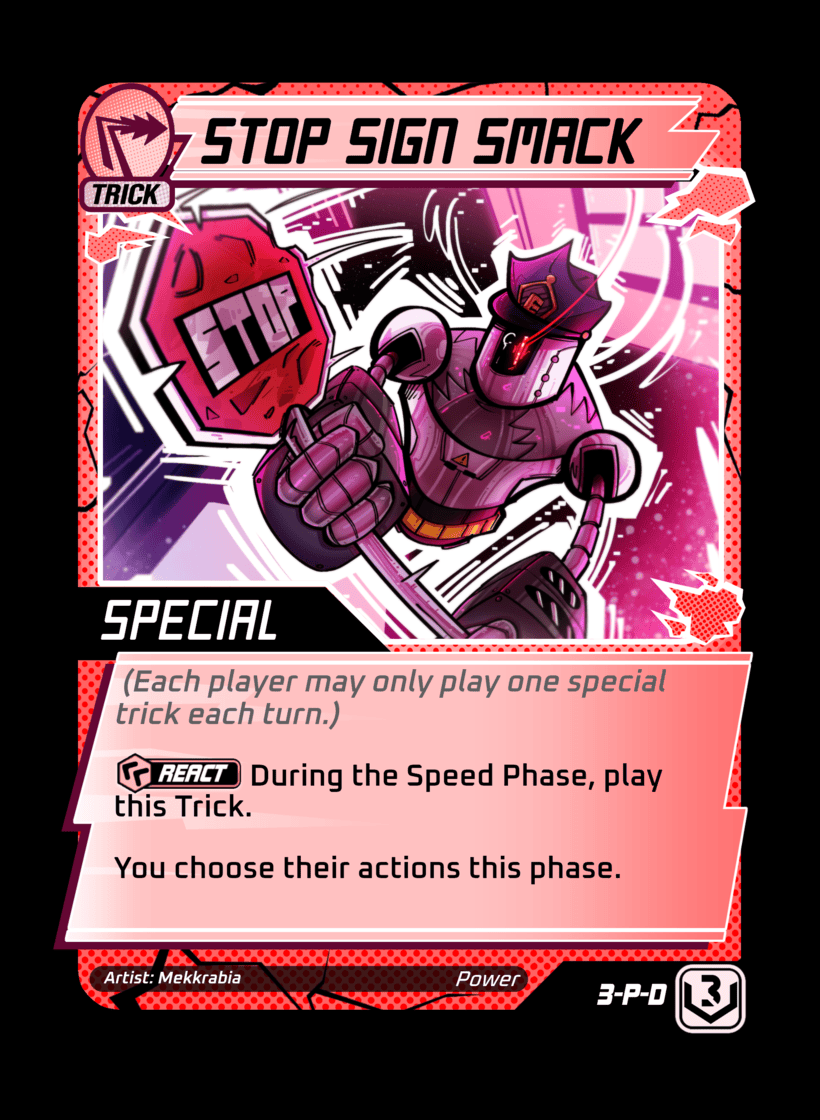 STOP SIGN SMACK
TRICK
STOP
SPECIAL
(Each player may only play one special
trick each turn.)
REACT During the Speed Phase, play
this Trick.
You choose their actions this phase.
Artist: Mekkrabia
Power
3-P-D
3